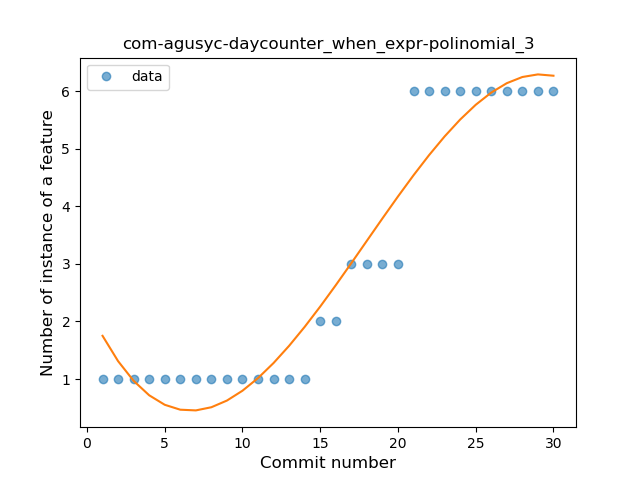 com-agusyc-daycounter_when_expr-polinomial_3
data
Number of instance of a feature
6
5
4
3
2
1
0 5 10 15 20 25 30
Commit number